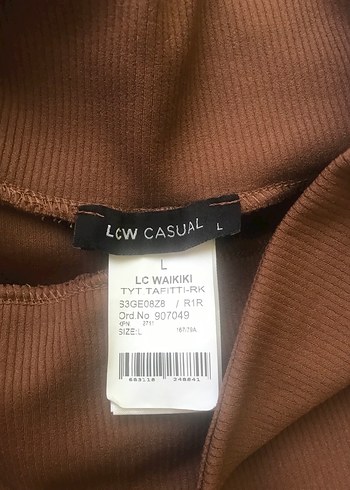 LCW CASUAL L
L
LC WAIKIKI
TYT.TAFITTI-RK
S3GE08Z8 / R1R
Ord.No 907049
SIZE:L